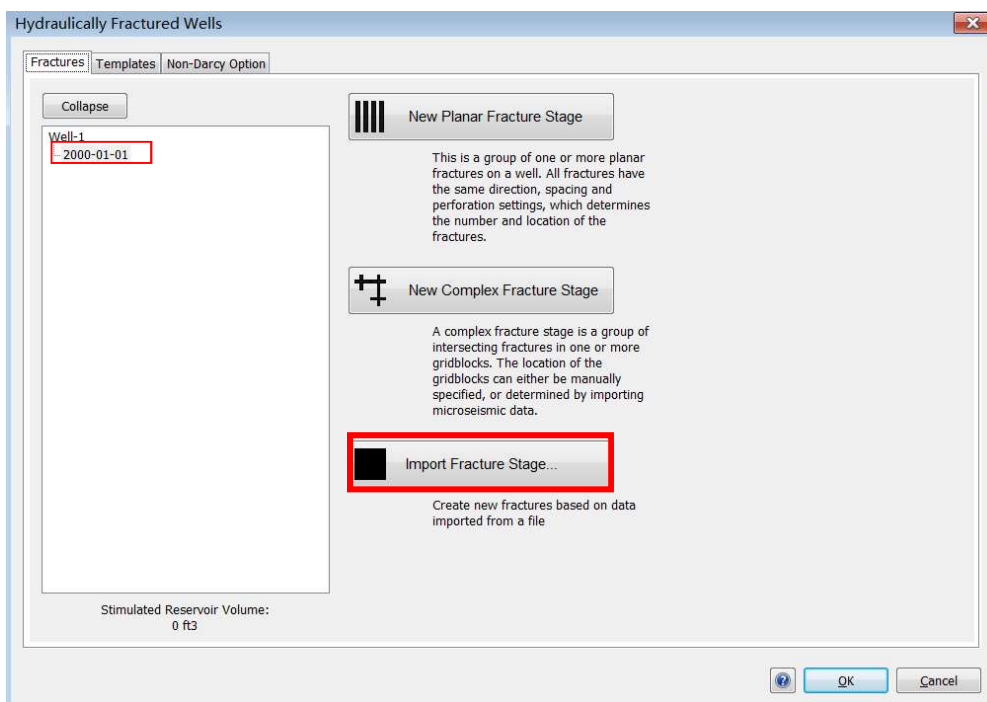 Hydraulically Fractured Wells
Fractures Templates Non-Darcy Option
Collapse
Well-1
2000-01-01
New Planar Fracture Stage
This is a group of one or more planar
fractures on a well. All fractures have
the same direction, spacing and
perforation settings, which determines
the number and location of the
fractures.
New Complex Fracture Stage
A complex fracture stage is a group of
intersecting fractures in one or more
gridblocks. The location of the
gridblocks can either be manually
specified, or determined by importing
microseismic data.
Import Fracture Stage...
Create new fractures based on data
imported from a file
Stimulated Reservoir Volume:
0 ft3
OK Cancel